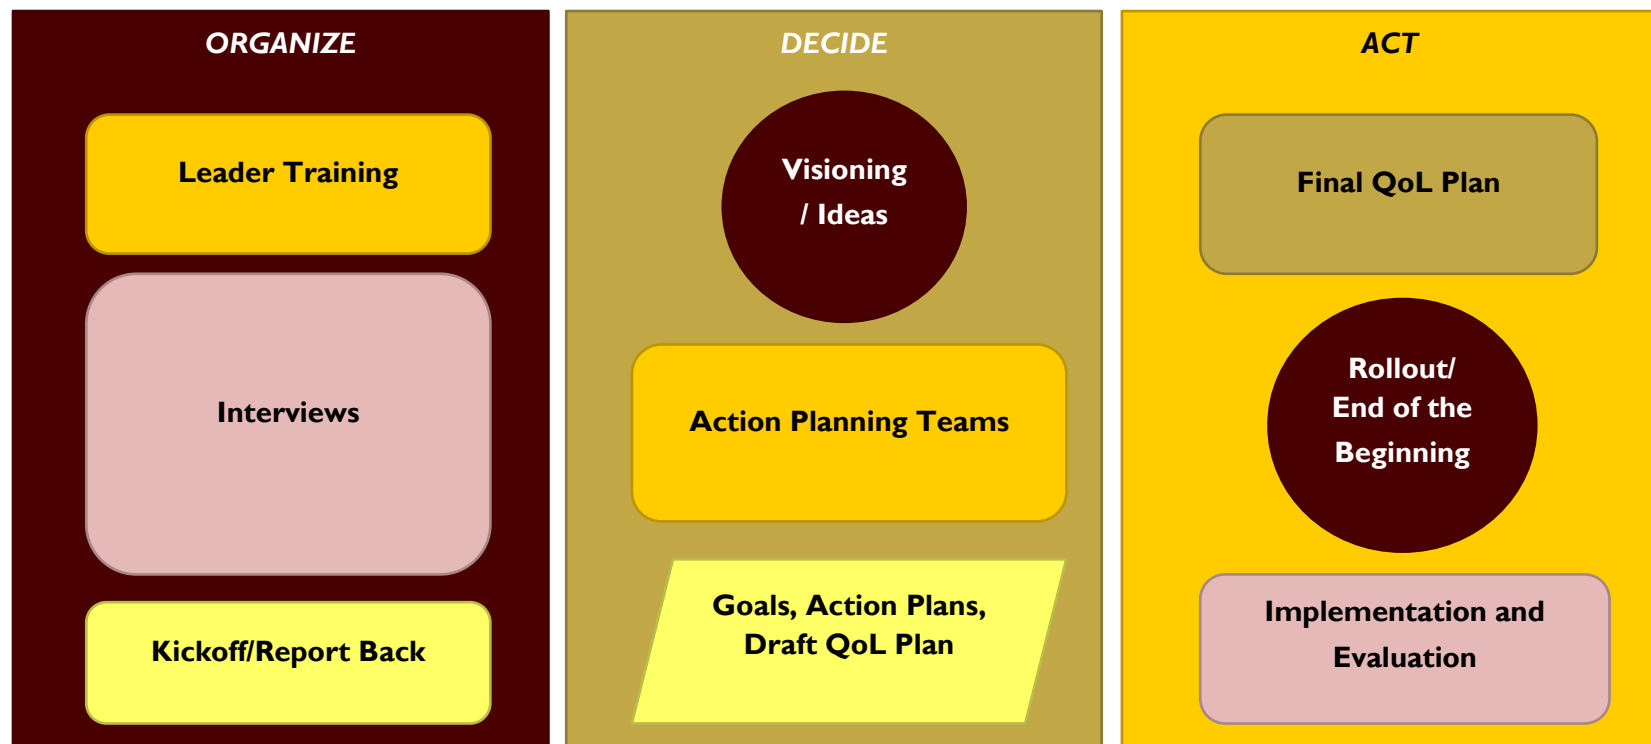 ORGANIZE
Leader Training
Interviews
Kickoff/Report Back
DECIDE
Visioning
/ Ideas
Action Planning Teams
Goals, Action Plans,
Draft QoL Plan
ACT
Final QoL Plan
Rollout/
End of the
Beginning
Implementation and
Evaluation